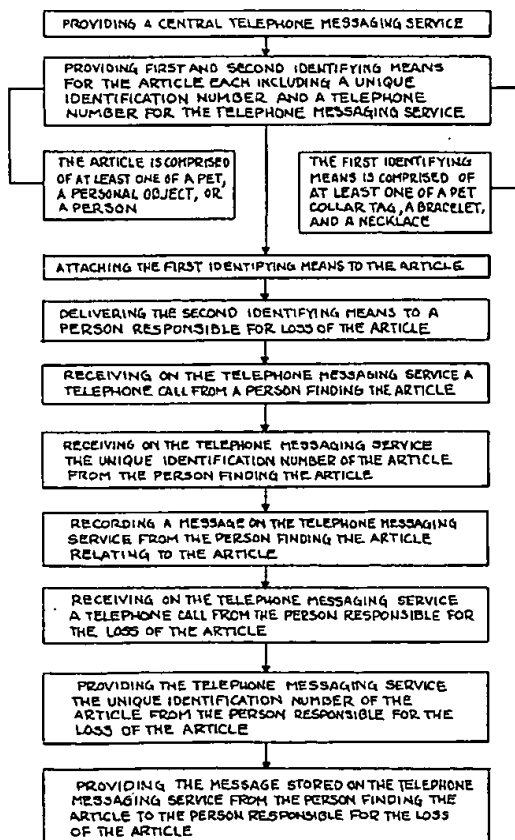 PROVIDING A CENTRAL TELEPHONE MESSAGING SERVICE
PROVIDING FIRST AND SECOND IDENTIFYING MEANS
FOR THE ARTICLE EACH INCLUDING A UNIQUE
IDENTIFICATION NUMBER AND A TELEPHONE
NUMBER FOR THE TELEPHONE MESSAGING SERVICE
THE ARTICLE IS COMPRISED
OF AT LEAST ONE OF A PET,
A PERSONAL OBJECT, OR
A PERSON
THE FIRST IDENTIFYING
MEANS IS COMPRISED OF
AT LEAST ONE OF A PET
COLLAR TAG, A BRACELET,
AND A NECKLACE
ATTACHING THE FIRST IDENTIFPING MEANS TO THE ARTICLE
DELIVERING THE SECOND IDENTIFYING MEANS TO A
PERSON RESPONSIBLE FOR LOSS OF THE ARTICLE
RECEIVING ON THE TELEPHONE MESSAGING SERVICE A
TELEPHONE CALL FROM A PERSON FINDING THE ARTICLE
RECEIVING ON THE TELEPHONE MESSAGING SERVICE
THE UNIQUE IDENTIFICATION NUMBER OF THE ARTICLE
FROM THE PERSON FINDING THE ARTICLE
RECORDING A MESSAGE ON THE TELEPHONE MESSAGING
SERVICE FROM THE PERSON FINDING THE ARTICLE
RELATING TO THE ARTICLE
RECEIVING ON THE TELEPHONE MESSAGING SERVICE
A TELEPHONE CALL FROM THE PERSON RESPONSIBLE FOR
THE LOSS OF THE ARTICLE
PROVIDING THE TELEPHONE MESSAGING SERVICE
THE UNIQUE IDENTIFICATION NUMBER OF THE
ARTICLE FROM THE PERSON RESPONSIBLE FOR THE
LOSS OF THE ARTICLE
PROVIDING THE MESSAGE STORED ON THE TELEPHONE
MESSAGING SERVICE FROM THE PERSON FINDING THE
ARTICLE TO THE PERSON RESPONSIBLE FOR THE LOSS
OF THE ARTICLE